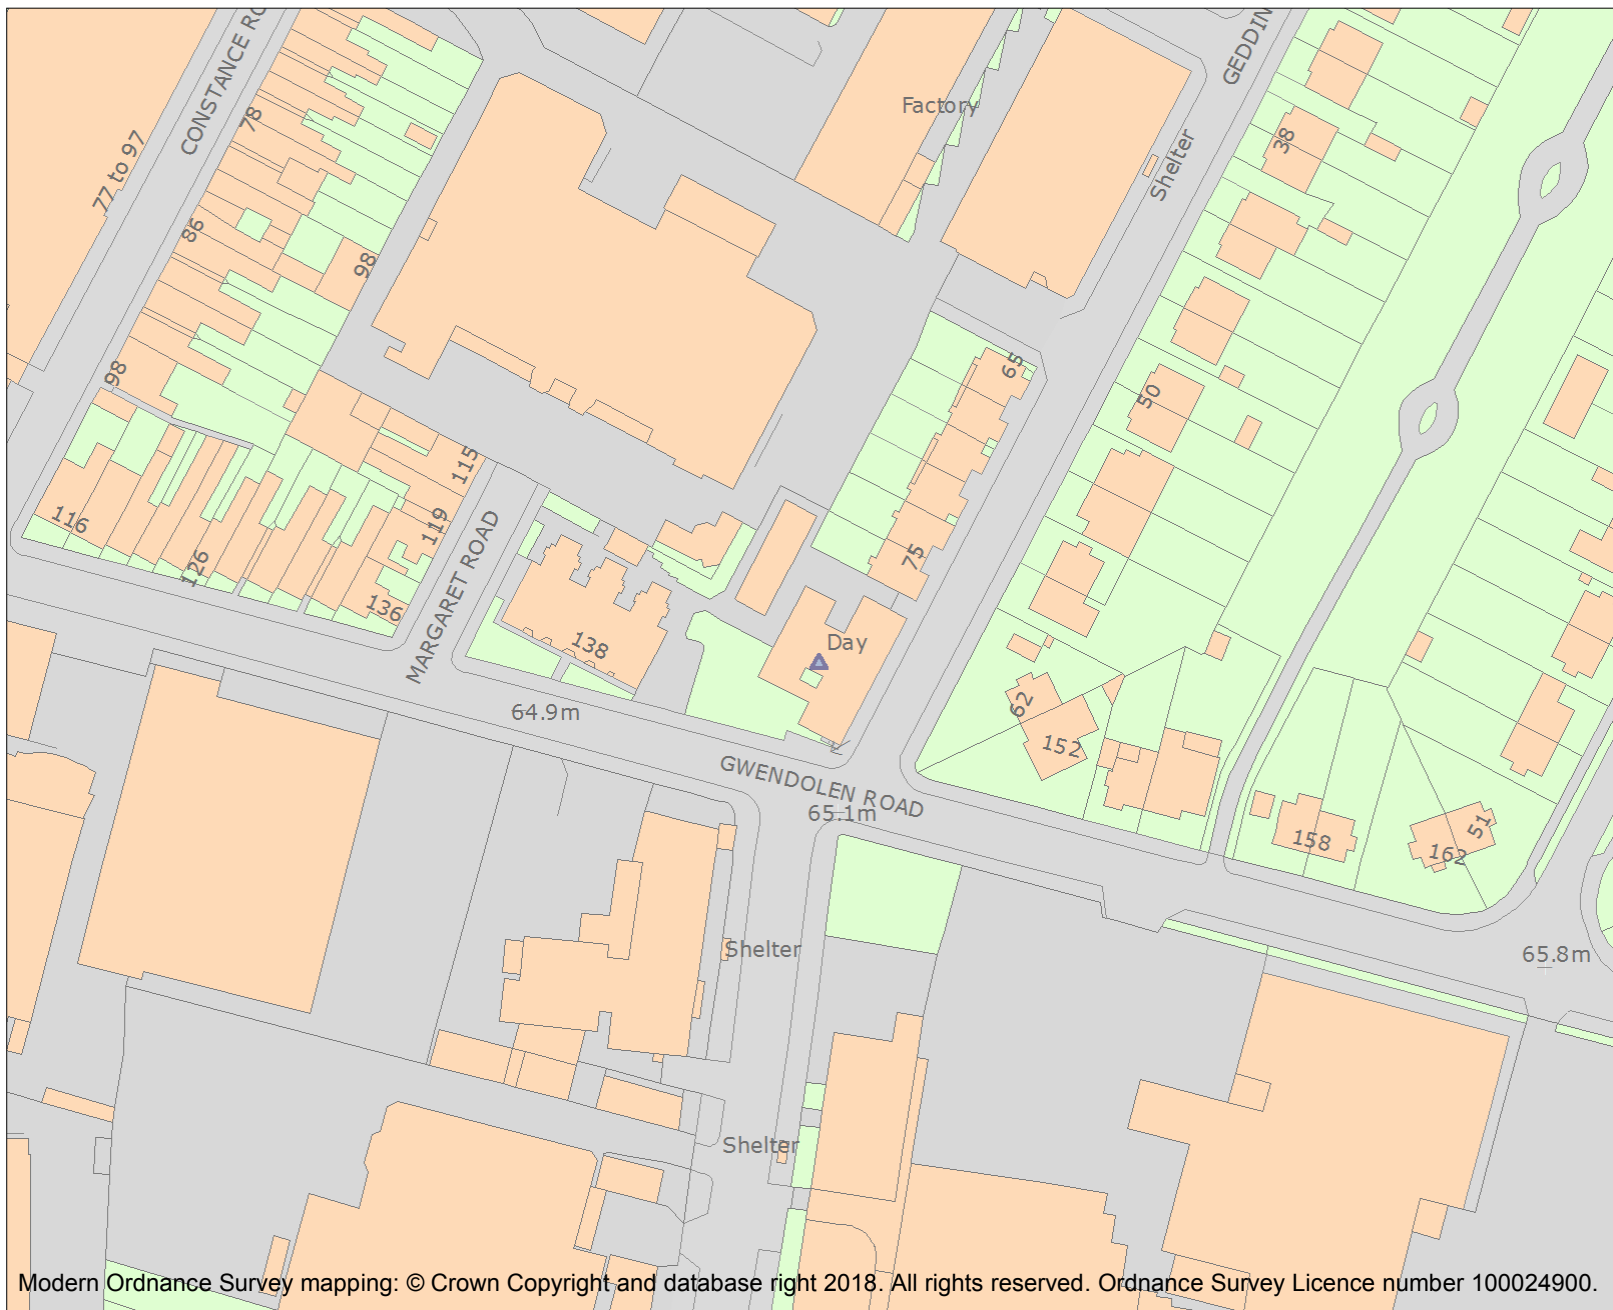 CONSTANCE RO
GEDDIN
Factory
78
77 to 97
Shelter
38
86
98
98
65
50
115
116
119
75
126
136
MARGARET ROAD
138
Day
62
152
64.9m
GWENDOLEN ROAD
65.1m
158
51
162
Shelter
65.8m
Shelter
Modern Ordnance Survey mapping: © Crown Copyright and database right 2018. All rights reserved. Ordnance Survey Licence number 100024900.